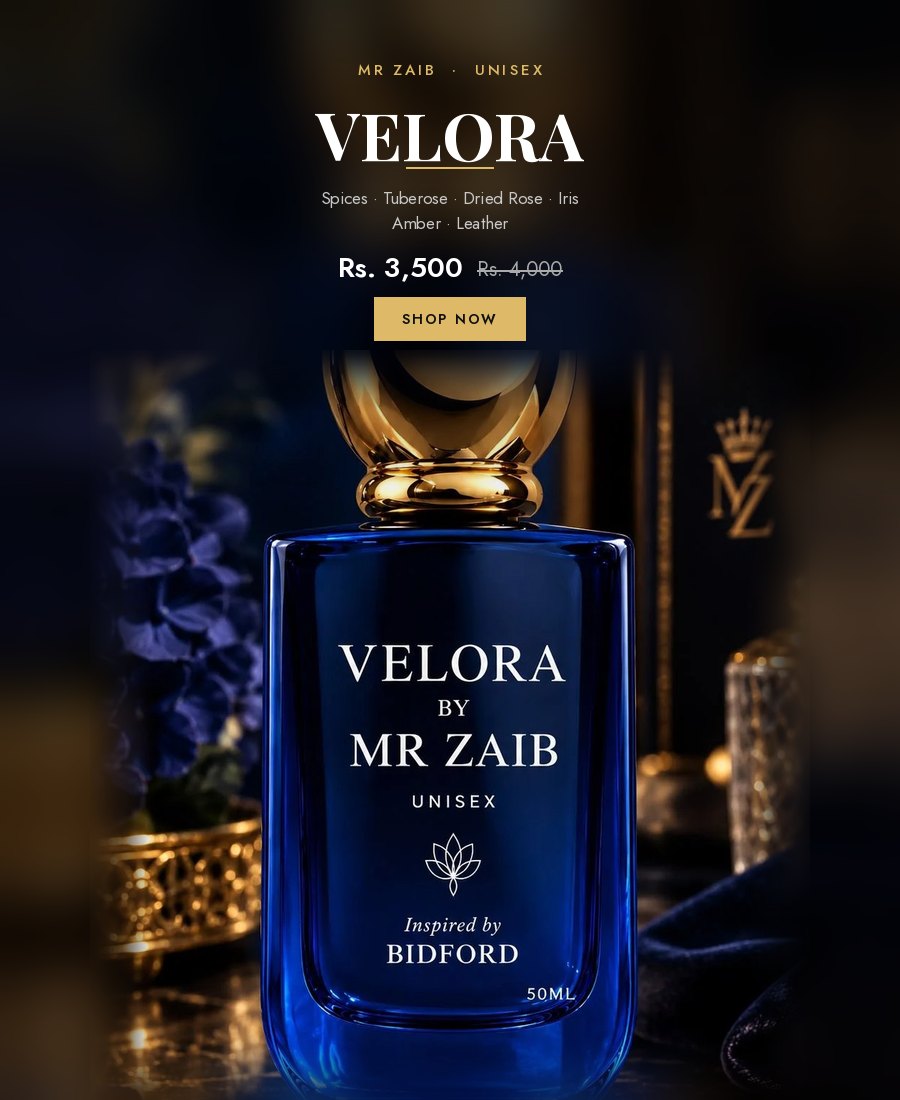 MR ZAIB · UNISEX
VELORA
Spices · Tuberose · Dried Rose · Iris
Amber · Leather
Rs. 3,500 Rs. 4,000
SHOP NOW
MZ
VELORA
BY
MR ZAIB
UNISEX
Inspired by
BIDFORD
50ML